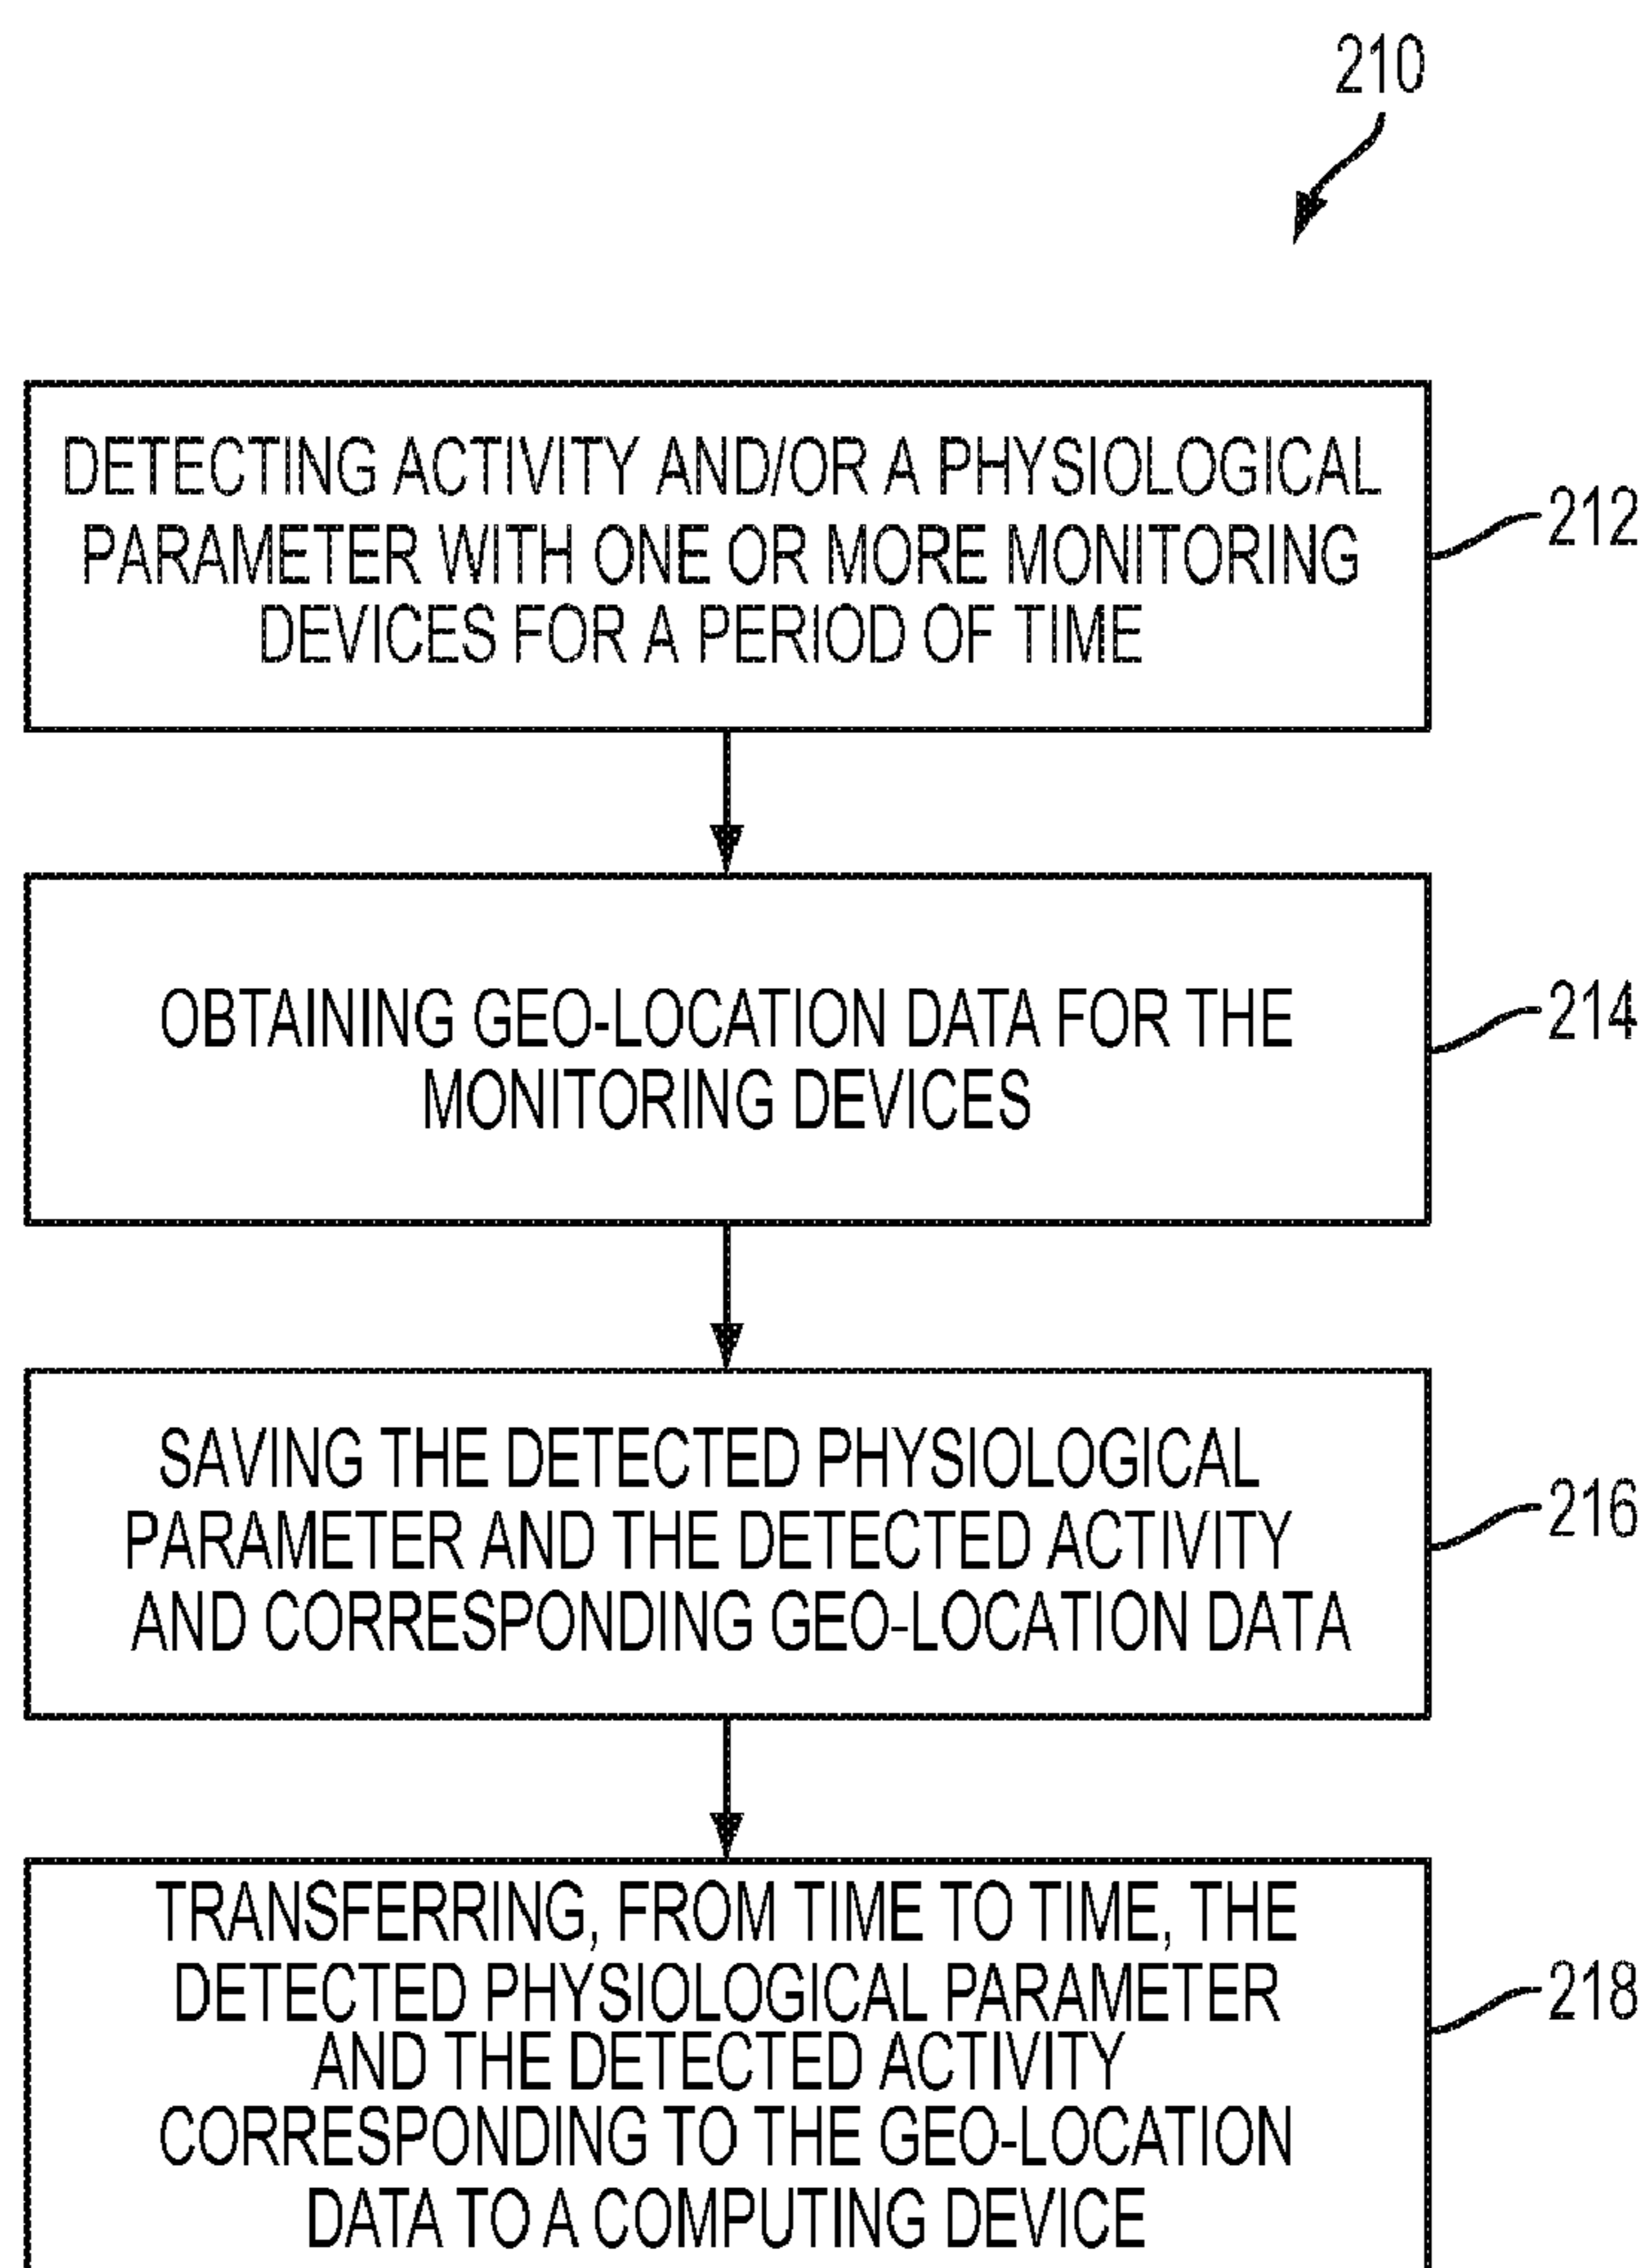 210
DETECTING ACTIVITY AND/OR A PHYSIOLOGICAL
PARAMETER WITH ONE OR MORE MONITORING
DEVICES FOR A PERIOD OF TIME
212
OBTAINING GEO-LOCATION DATA FOR THE
MONITORING DEVICES
214
SAVING THE DETECTED PHYSIOLOGICAL
PARAMETER AND THE DETECTED ACTIVITY
AND CORRESPONDING GEO-LOCATION DATA
216
TRANSFERRING, FROM TIME TO TIME, THE
DETECTED PHYSIOLOGICAL PARAMETER
AND THE DETECTED ACTIVITY
CORRESPONDING TO THE GEO-LOCATION
DATA TO A COMPUTING DEVICE
218